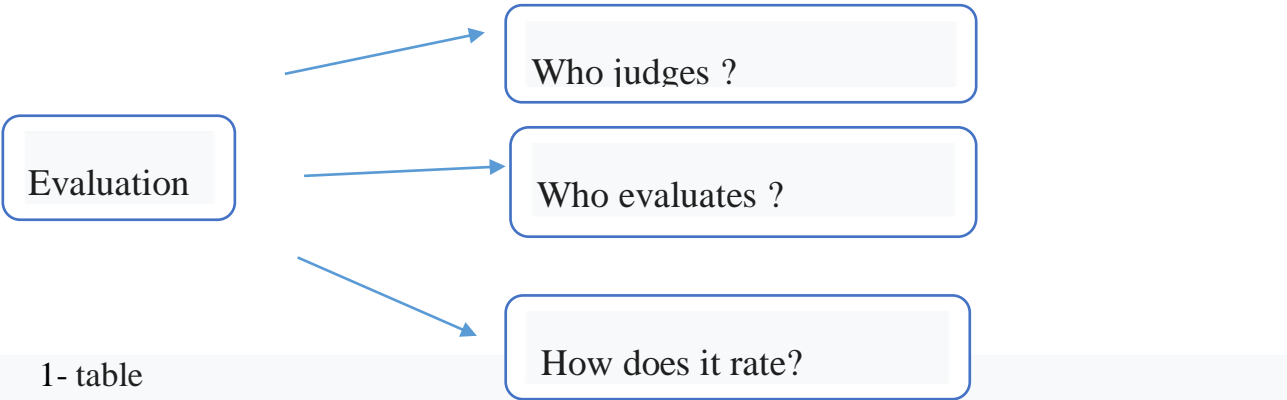 Who judges ?
Evaluation
Who evaluates ?
How does it rate?
1- table